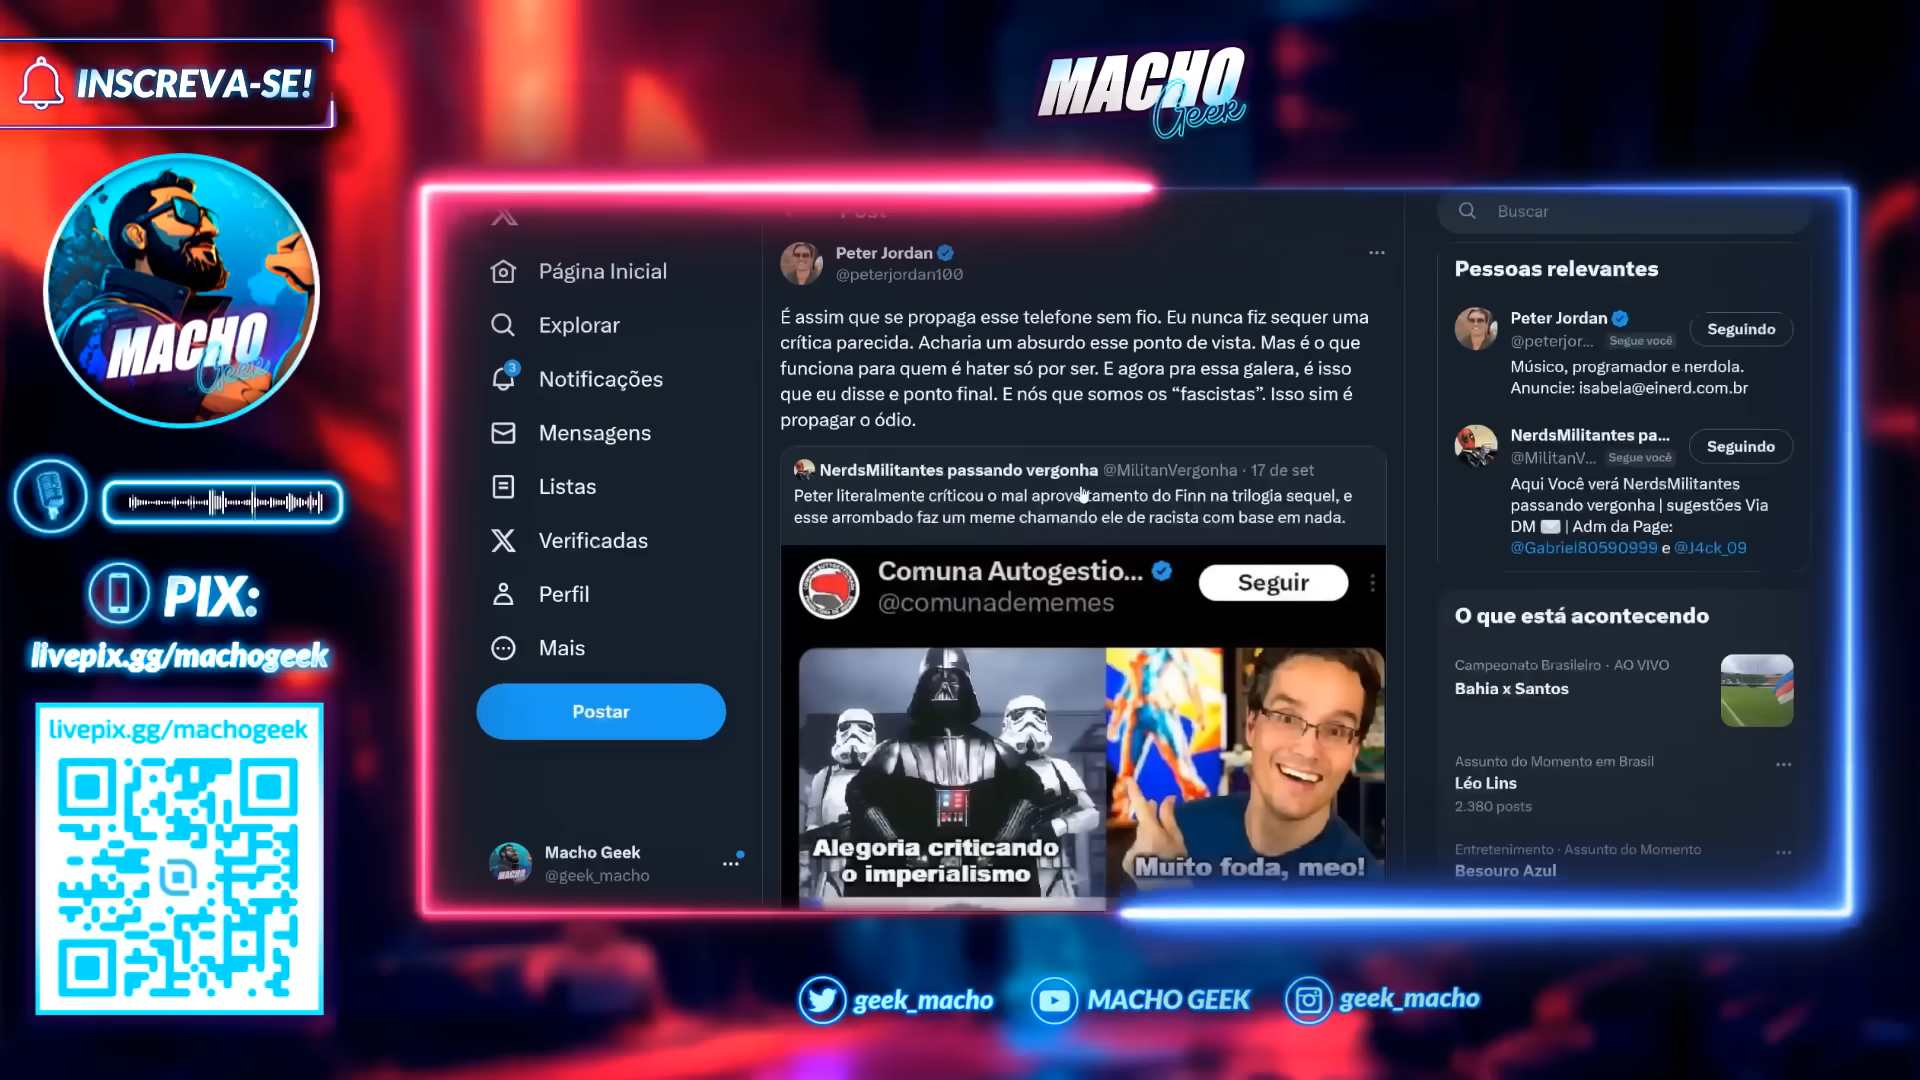 INSCREVA-SE!
MACHO
Geek
MACHO
Geek
PIX:
livepix.gg/machogeek
livepix.gg/machogeek
Página Inicial
Explorar
3
Notificações
Mensagens
Listas
Verificadas
Perfil
Mais
Postar
Macho Geek
@geek_macho
Post
Peter Jordan
@peterjordan100
É assim que se propaga esse telefone sem fio. Eu nunca fiz sequer uma
crítica parecida. Acharia um absurdo esse ponto de vista. Mas é o que
funciona para quem é hater só por ser. E agora pra essa galera, é isso
que eu disse e ponto final. E nós que somos os “fascistas”. Isso sim é
propagar o ódio.
NerdsMilitantes passando vergonha @MilitanVergonha · 17 de set
Peter literalmente críticou o mal aproveitamento do Finn na trilogia sequel, e
esse arrombado faz um meme chamando ele de racista com base em nada.
Comuna Autogestio...
@comunadememes
Seguir
Alegoria criticando
o imperialismo
Muito foda, meo!
Buscar
Pessoas relevantes
Peter Jordan
@peterjor... Segue você
Seguindo
Músico, programador e nerdola.
Anuncie: isabela@einerd.com.br
NerdsMilitantes pa...
@MilitanV... Segue você
Seguindo
Aqui Você verá NerdsMilitantes
passando vergonha | sugestões Via
DM | Adm da Page:
@Gabriel80590999 e @J4ck_09
O que está acontecendo
Campeonato Brasileiro · AO VIVO
Bahia x Santos
Assunto do Momento em Brasil
Léo Lins
2.380 posts
Entretenimento · Assunto do Momento
Besouro Azul
geek_macho
MACHO GEEK
geek_macho